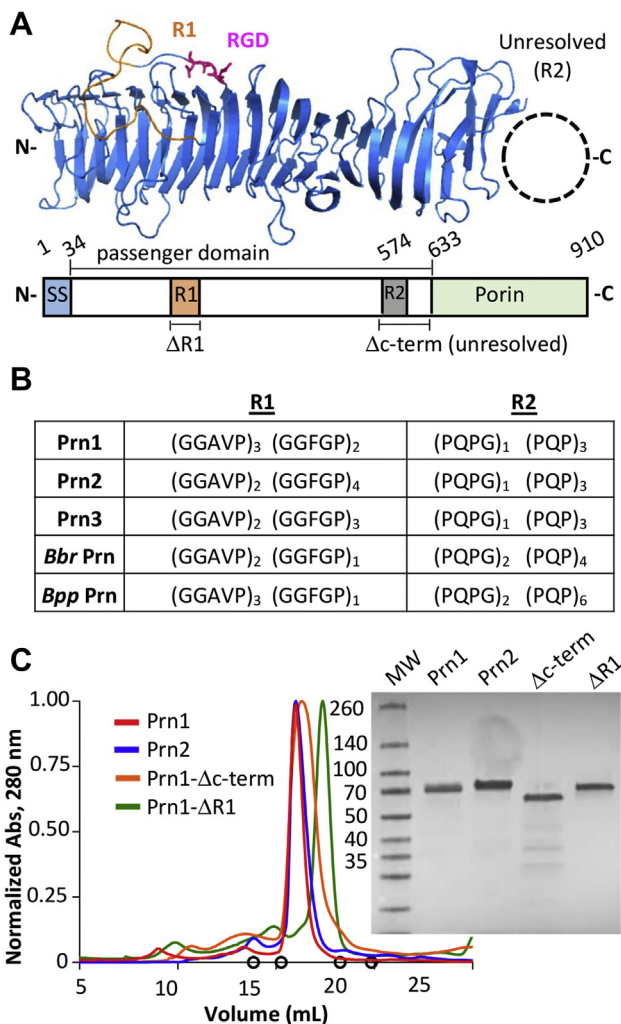 A
R1
RGD
Unresolved
(R2)
N-
-C
1 34 passenger domain 574 633 910
N- SS R1 R2 Porin -C
ΔR1 Δc-term (unresolved)
B
R1 R2
Prn1 (GGAVP)₃ (GGFGP)₂ (PQPG)₁ (PQP)₃
Prn2 (GGAVP)₂ (GGFGP)₄ (PQPG)₁ (PQP)₃
Prn3 (GGAVP)₂ (GGFGP)₃ (PQPG)₁ (PQP)₃
Bbr Prn (GGAVP)₂ (GGFGP)₁ (PQPG)₂ (PQP)₄
Bpp Prn (GGAVP)₃ (GGFGP)₁ (PQPG)₂ (PQP)₆
C
MW Prn1 Prn2 Δc-term ΔR1
Normalized Abs, 280 nm
1.00
0.75
0.50
0.25
0
Prn1
Prn2
Prn1-Δc-term
Prn1-ΔR1
260
140
100
70
50
40
35
5 10 15 20 25
Volume (mL)